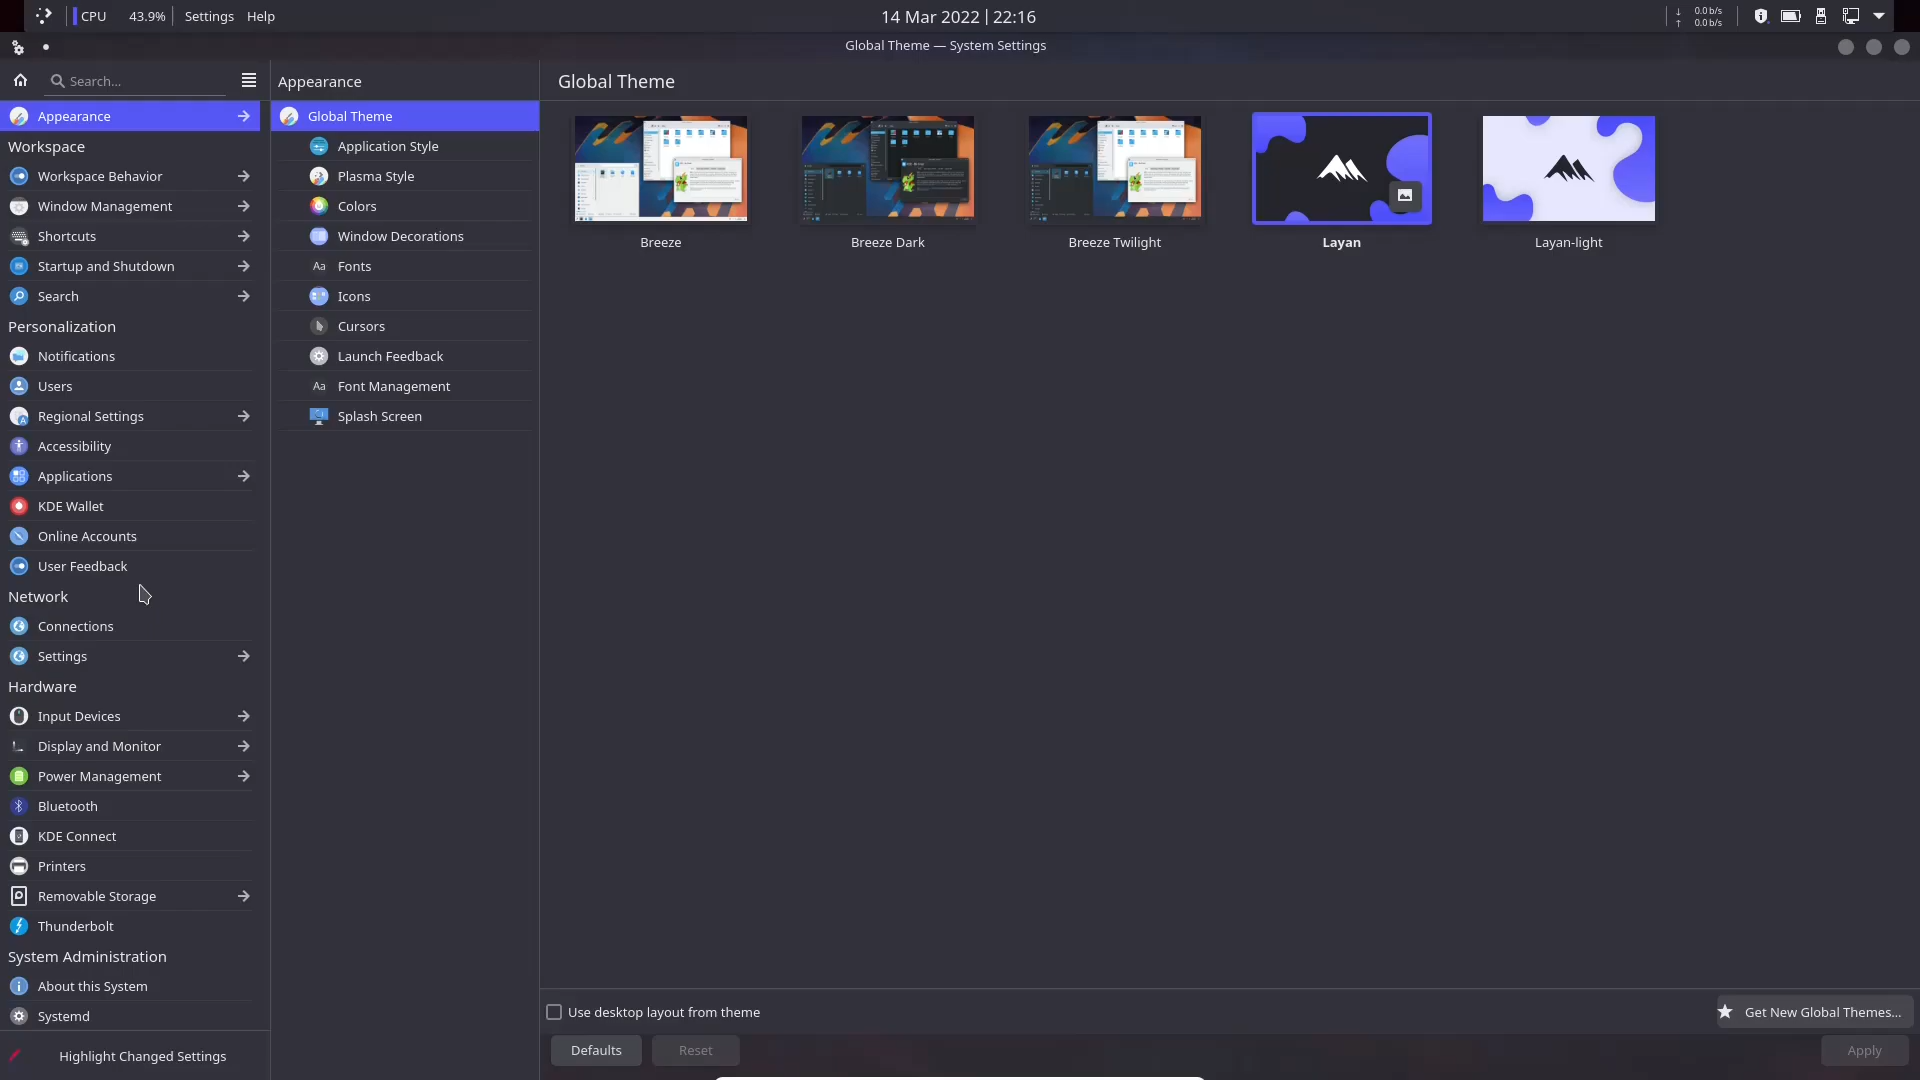 CPU 43.9% Settings Help
14 Mar 2022 | 22:16
↓ 0.0 b/s
↑ 0.0 b/s
Global Theme — System Settings
Search...
Appearance
Workspace
Workspace Behavior
Window Management
Shortcuts
Startup and Shutdown
Search
Personalization
Notifications
Users
Regional Settings
Accessibility
Applications
KDE Wallet
Online Accounts
User Feedback
Network
Connections
Settings
Hardware
Input Devices
Display and Monitor
Power Management
Bluetooth
KDE Connect
Printers
Removable Storage
Thunderbolt
System Administration
About this System
Systemd
Highlight Changed Settings
Appearance
Global Theme
Application Style
Plasma Style
Colors
Window Decorations
Aa Fonts
Icons
Cursors
Launch Feedback
Aa Font Management
Splash Screen
Global Theme
Breeze
Breeze Dark
Breeze Twilight
Layan
Layan-light
Use desktop layout from theme
Get New Global Themes...
Defaults
Reset
Apply